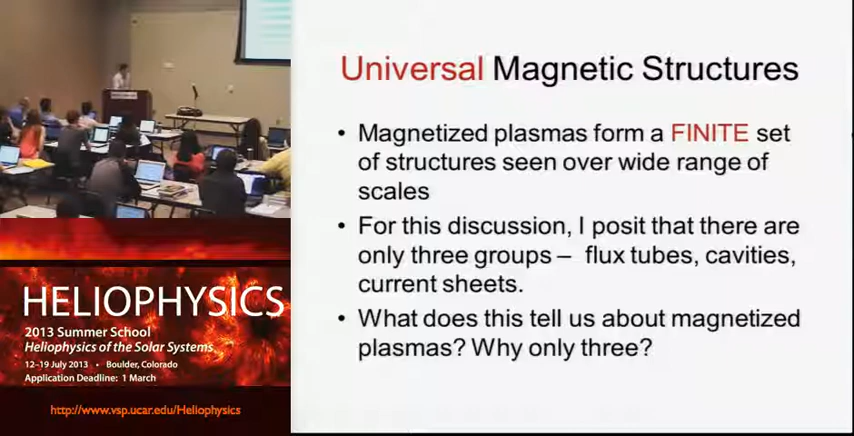 Universal Magnetic Structures
• Magnetized plasmas form a FINITE set
of structures seen over wide range of
scales
• For this discussion, I posit that there are
only three groups – flux tubes, cavities,
current sheets.
• What does this tell us about magnetized
plasmas? Why only three?
HELIOPHYSICS
2013 Summer School
Heliophysics of the Solar Systems
12–19 July 2013 • Boulder, Colorado
Application Deadline: 1 March
http://www.vsp.ucar.edu/Heliophysics